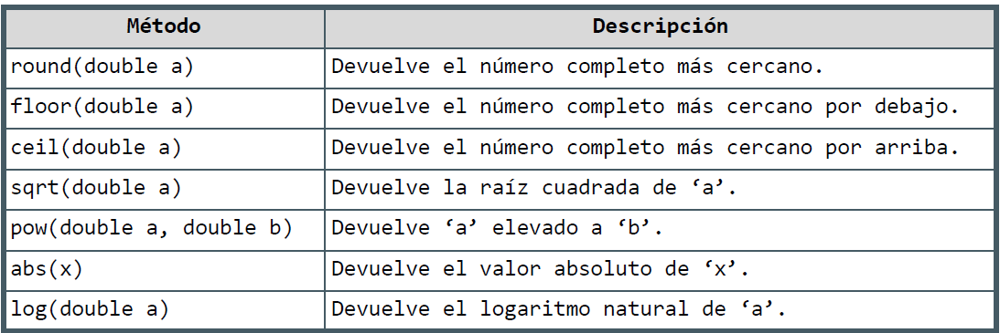 Método Descripción
round(double a) Devuelve el número completo más cercano.
floor(double a) Devuelve el número completo más cercano por debajo.
ceil(double a) Devuelve el número completo más cercano por arriba.
sqrt(double a) Devuelve la raíz cuadrada de ‘a’.
pow(double a, double b) Devuelve ‘a’ elevado a ‘b’.
abs(x) Devuelve el valor absoluto de ‘x’.
log(double a) Devuelve el logaritmo natural de ‘a’.